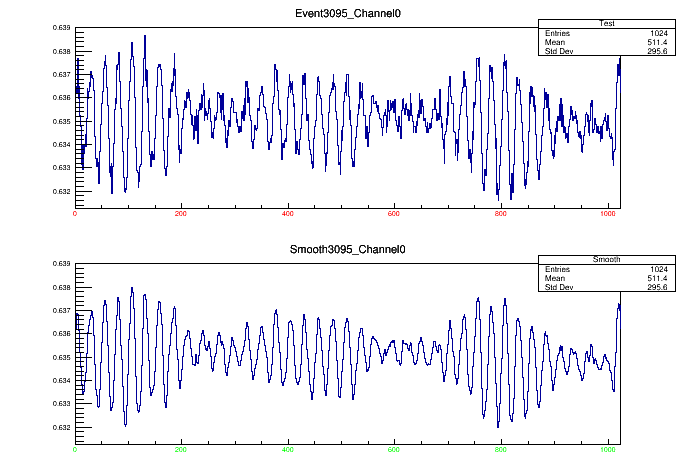 Event3095_Channel0
Test
Entries 1024
Mean 511.4
Std Dev 295.6
0.639
0.638
0.637
0.636
0.635
0.634
0.633
0.632
0 200 400 600 800 1000
Smooth3095_Channel0
Smooth
Entries 1024
Mean 511.4
Std Dev 295.6
0.639
0.638
0.637
0.636
0.635
0.634
0.633
0.632
0 200 400 600 800 1000